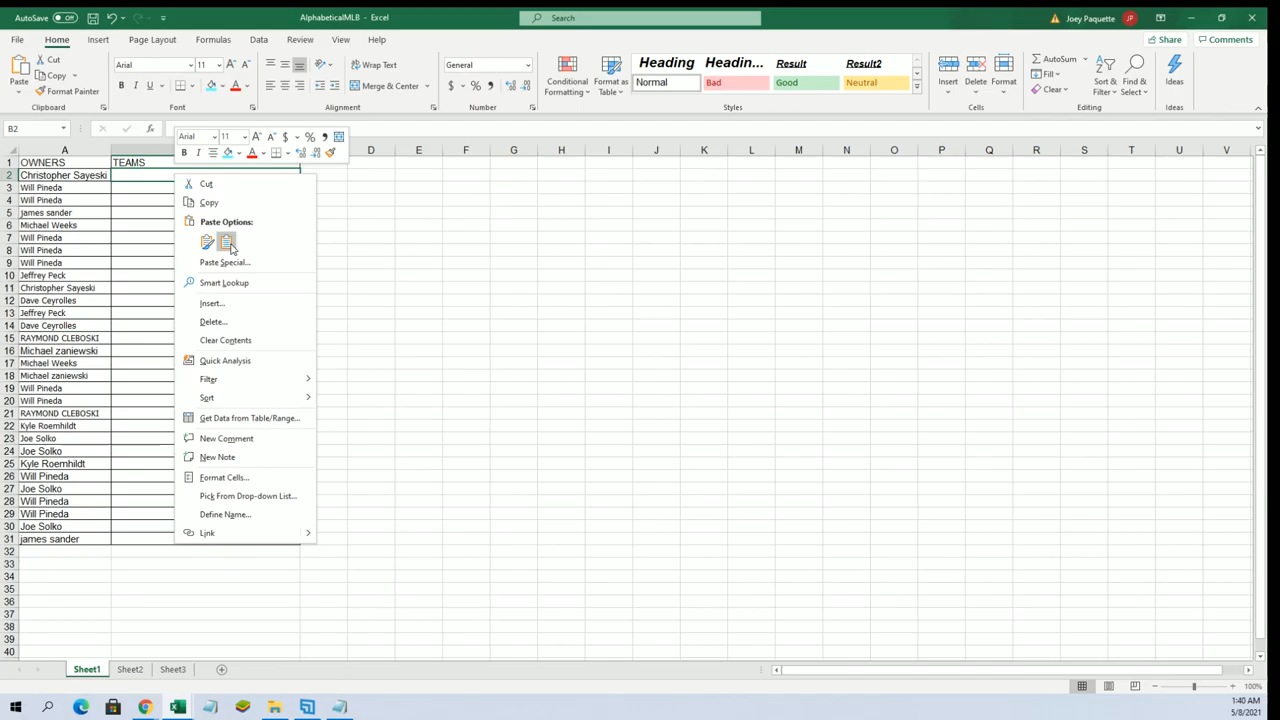 AutoSave Off AlphabeticalMLB - Excel Search Joey Paquette JP
File Home Insert Page Layout Formulas Data Review View Help Share Comments
Paste Cut Copy Format Painter Clipboard
Arial 11 Font
Wrap Text Merge & Center Alignment
General Number
Conditional Formatting Format as Table
Heading Headin... Result Result2
Normal Bad Good Neutral
Styles
Insert Delete Format Cells
AutoSum Fill Clear Sort & Filter Find & Select Editing
Ideas Ideas
B2 fx
Arial 11
A B C D E F G H I J K L M N O P Q R S T U V
1 OWNERS TEAMS
2 Christopher Sayeski
3 Will Pineda
4 Will Pineda
5 james sander
6 Michael Weeks
7 Will Pineda
8 Will Pineda
9 Will Pineda
10 Jeffrey Peck
11 Christopher Sayeski
12 Dave Ceyrolles
13 Jeffrey Peck
14 Dave Ceyrolles
15 RAYMOND CLEBOSKI
16 Michael zaniewski
17 Michael Weeks
18 Michael zaniewski
19 Will Pineda
20 Will Pineda
21 RAYMOND CLEBOSKI
22 Kyle Roemhildt
23 Joe Solko
24 Joe Solko
25 Kyle Roemhildt
26 Will Pineda
27 Joe Solko
28 Will Pineda
29 Will Pineda
30 Joe Solko
31 james sander
32
33
34
35
36
37
38
39
40
Cut
Copy
Paste Options:
Paste Special...
Smart Lookup
Insert...
Delete...
Clear Contents
Quick Analysis
Filter
Sort
Get Data from Table/Range...
New Comment
New Note
Format Cells...
Pick From Drop-down List...
Define Name...
Link
Sheet1 Sheet2 Sheet3
100%
1:40 AM
5/8/2021